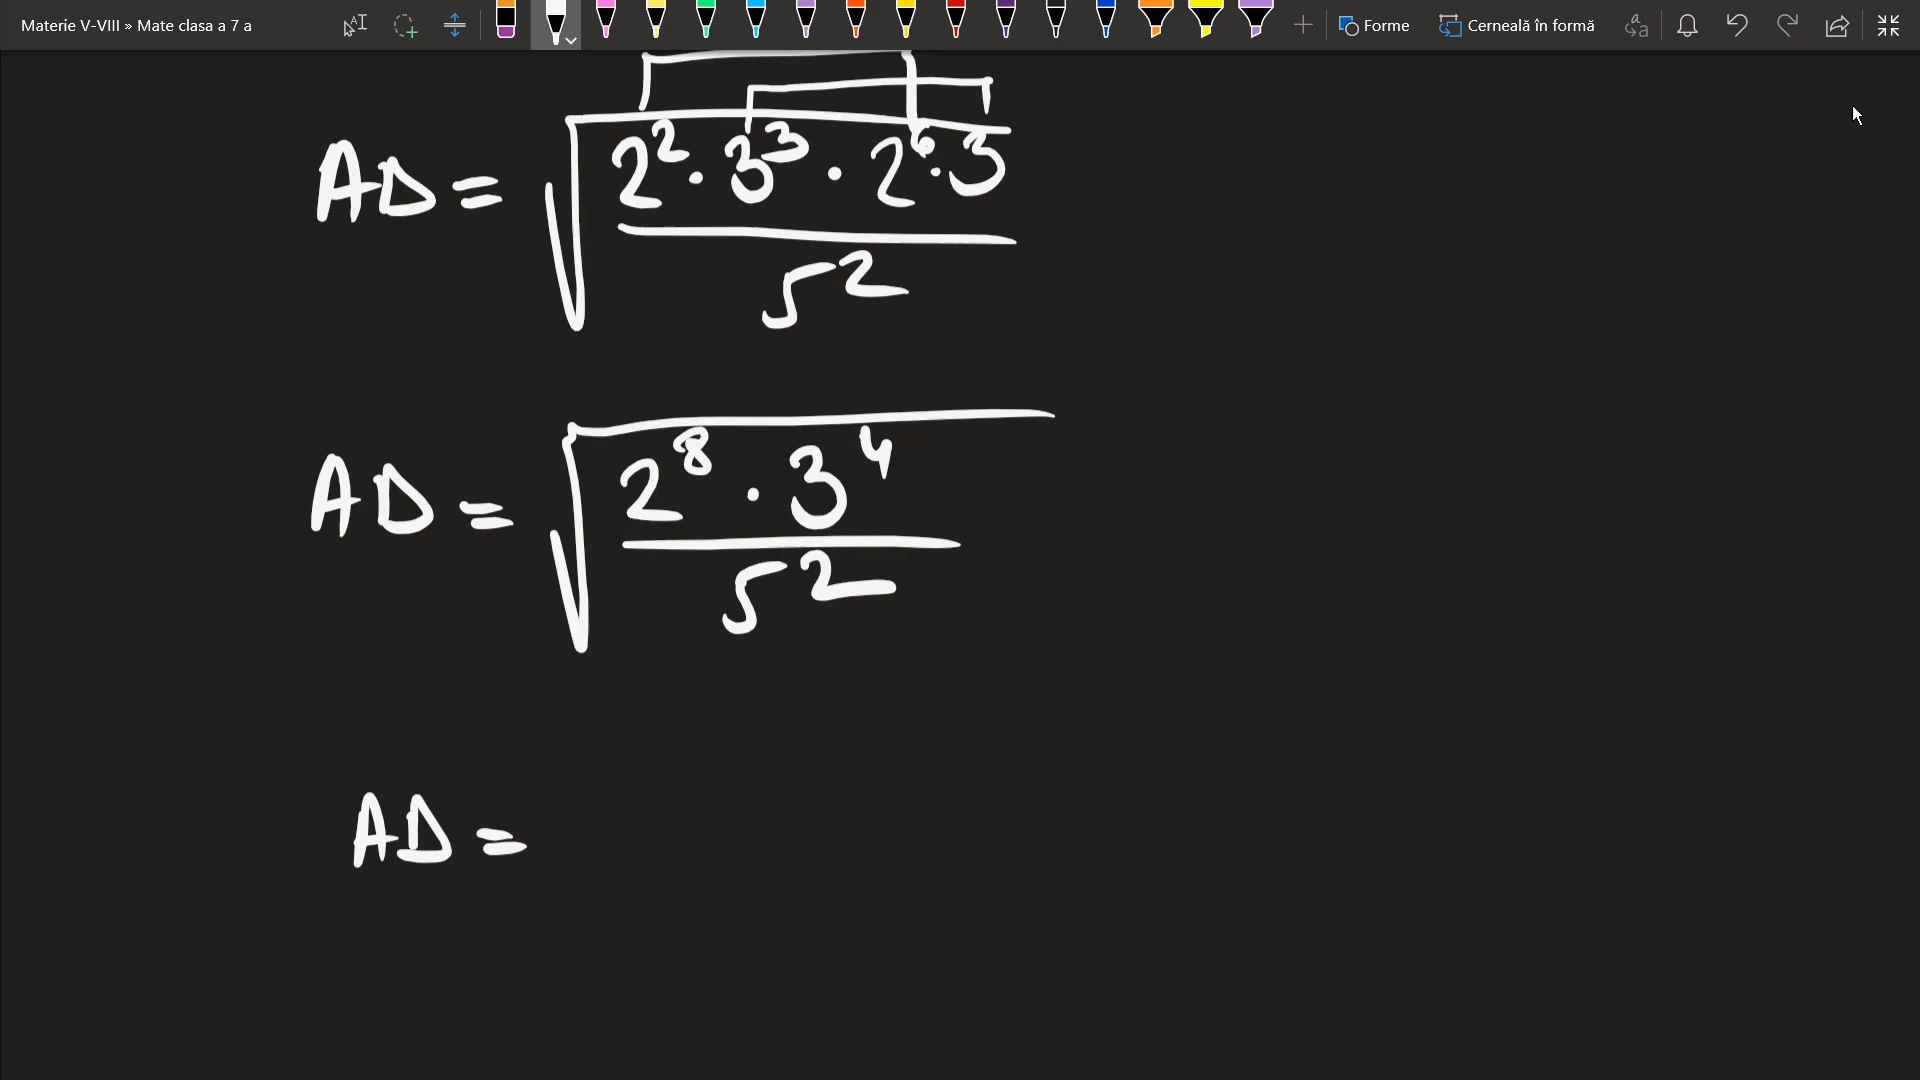 Materie V-VIII » Mate clasa a 7 a
Forme
Cerneală în formă
AD = √(2² · 3³ · 2⁶ · 3 / 5²)
AD = √(2⁸ · 3⁴ / 5²)
AD =